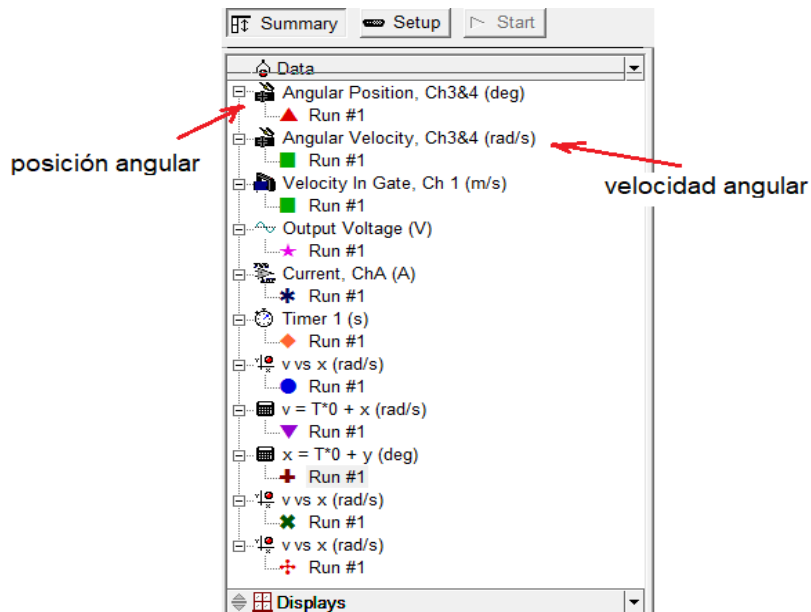 Summary Setup Start
Data
Angular Position, Ch3&4 (deg)
Run #1
Angular Velocity, Ch3&4 (rad/s)
Run #1
posición angular
velocidad angular
Velocity In Gate, Ch 1 (m/s)
Run #1
Output Voltage (V)
Run #1
Current, ChA (A)
Run #1
Timer 1 (s)
Run #1
v vs x (rad/s)
Run #1
v = T*0 + x (rad/s)
Run #1
x = T*0 + y (deg)
Run #1
v vs x (rad/s)
Run #1
v vs x (rad/s)
Run #1
Displays